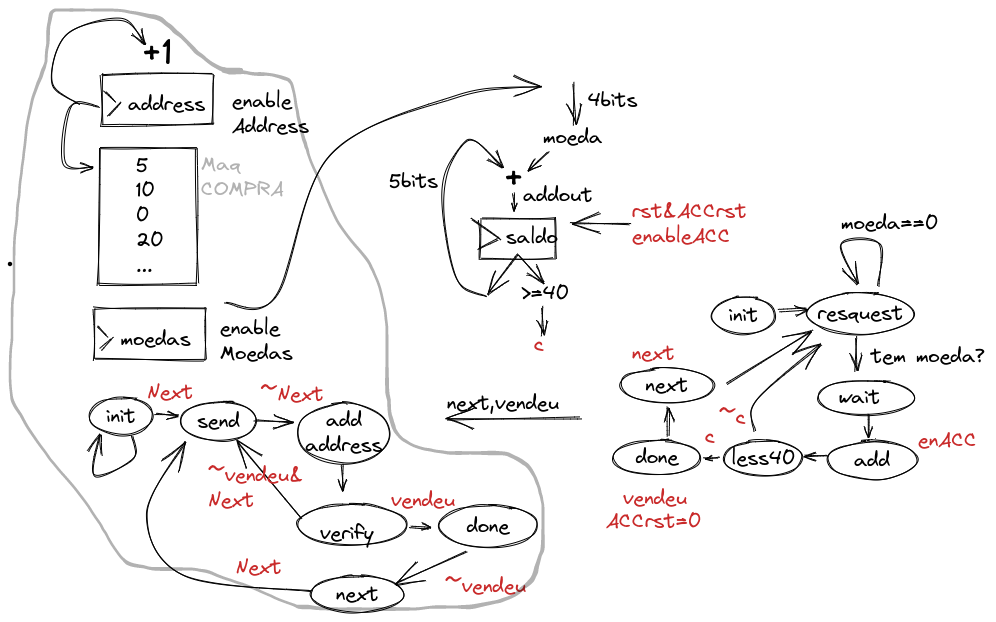 +1
address
enable
Address
5
10
0
20
...
Maq
COMPRA
moedas
enable
Moedas
Next
~Next
init
send
add
address
~vendeu&
Next
vendeu
verify
done
Next
~vendeu
next
4bits
moeda
5bits
+
addout
saldo
rst&ACCrst
enableACC
>=40
c
next,vendeu
moeda==0
init
resquest
tem moeda?
next
next
wait
~c
c
enACC
done
less40
add
vendeu
ACCrst=0